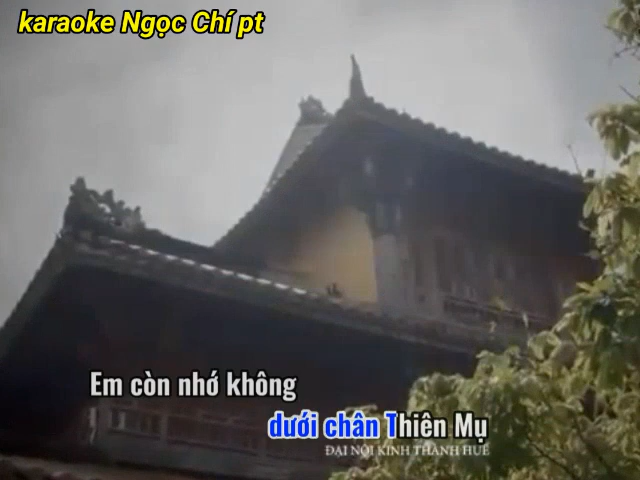 karaoke Ngọc Chí pt
Em còn nhớ không
dưới chân Thiên Mụ
ĐẠI NỘI KINH THÀNH HUẾ